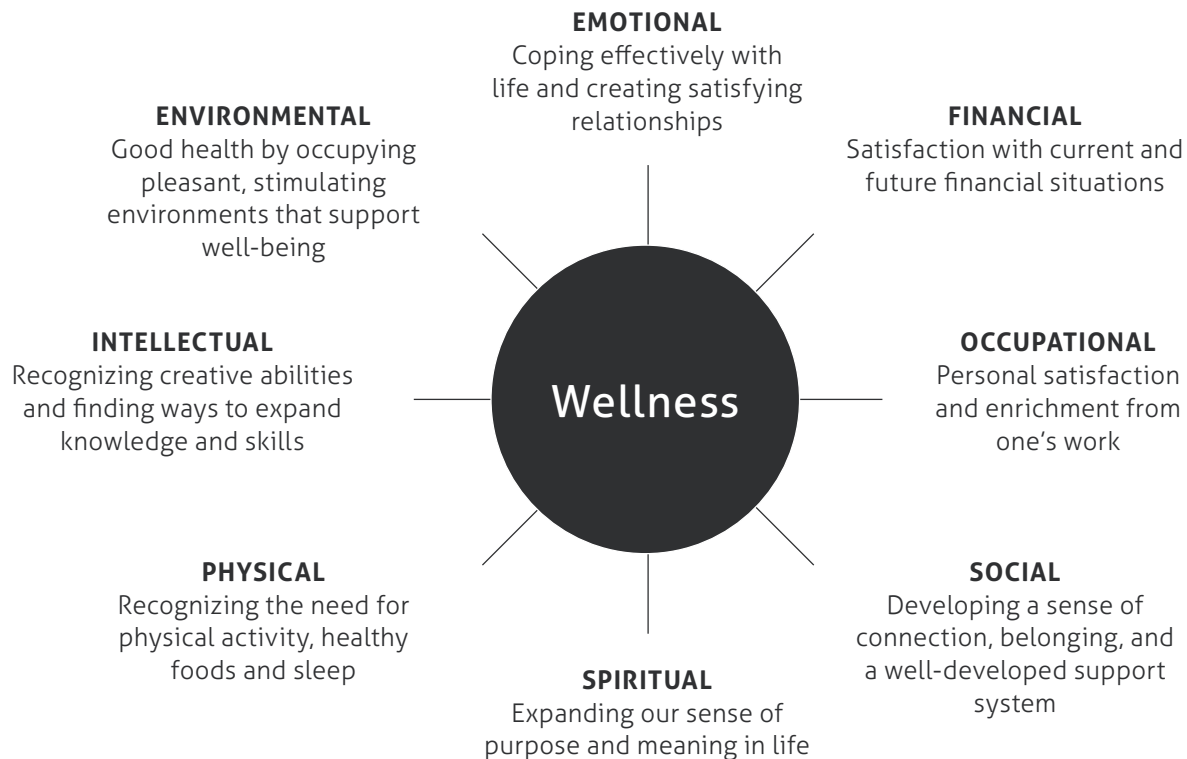 EMOTIONAL
Coping effectively with
life and creating satisfying
relationships
FINANCIAL
Satisfaction with current and
future financial situations
OCCUPATIONAL
Personal satisfaction
and enrichment from
one's work
SOCIAL
Developing a sense of
connection, belonging, and
a well-developed support
system
SPIRITUAL
Expanding our sense of
purpose and meaning in life
PHYSICAL
Recognizing the need for
physical activity, healthy
foods and sleep
INTELLECTUAL
Recognizing creative abilities
and finding ways to expand
knowledge and skills
ENVIRONMENTAL
Good health by occupying
pleasant, stimulating
environments that support
well-being
Wellness